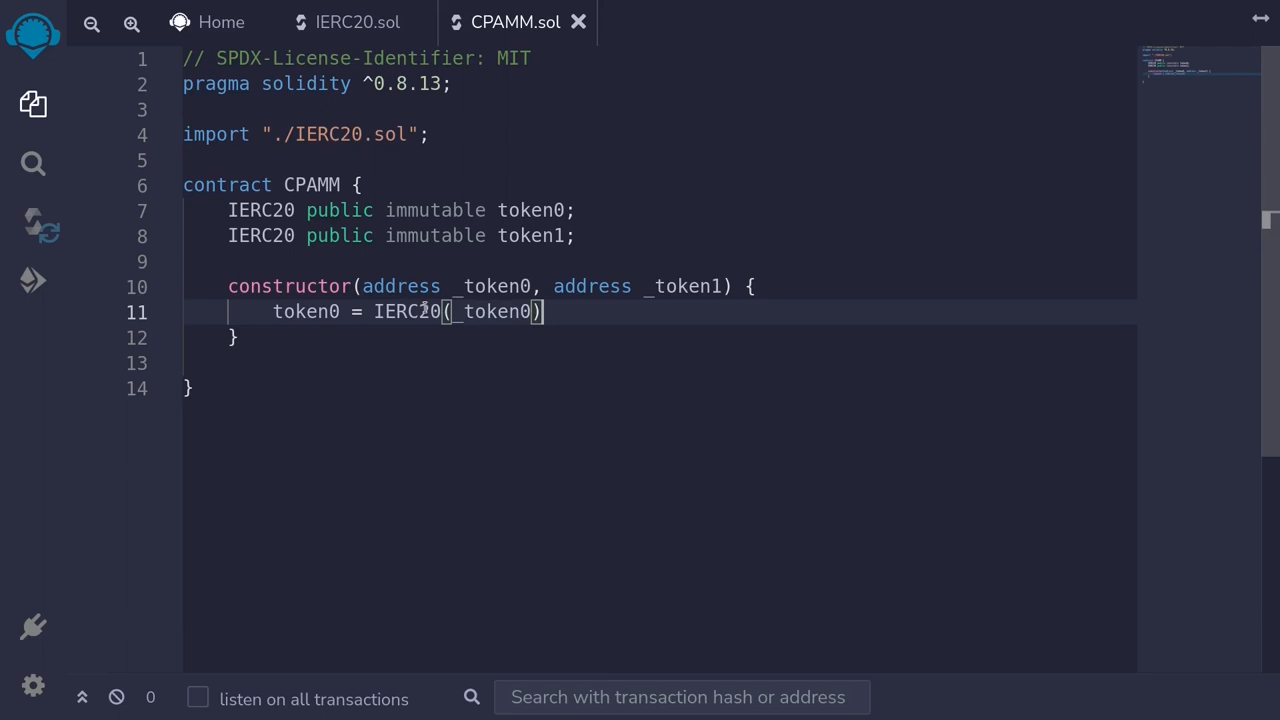 Home IERC20.sol CPAMM.sol
1 // SPDX-License-Identifier: MIT
2 pragma solidity ^0.8.13;
3
4 import "./IERC20.sol";
5
6 contract CPAMM {
7     IERC20 public immutable token0;
8     IERC20 public immutable token1;
9
10     constructor(address _token0, address _token1) {
11         token0 = IERC20(_token0)
12     }
13
14 }
0 listen on all transactions Search with transaction hash or address